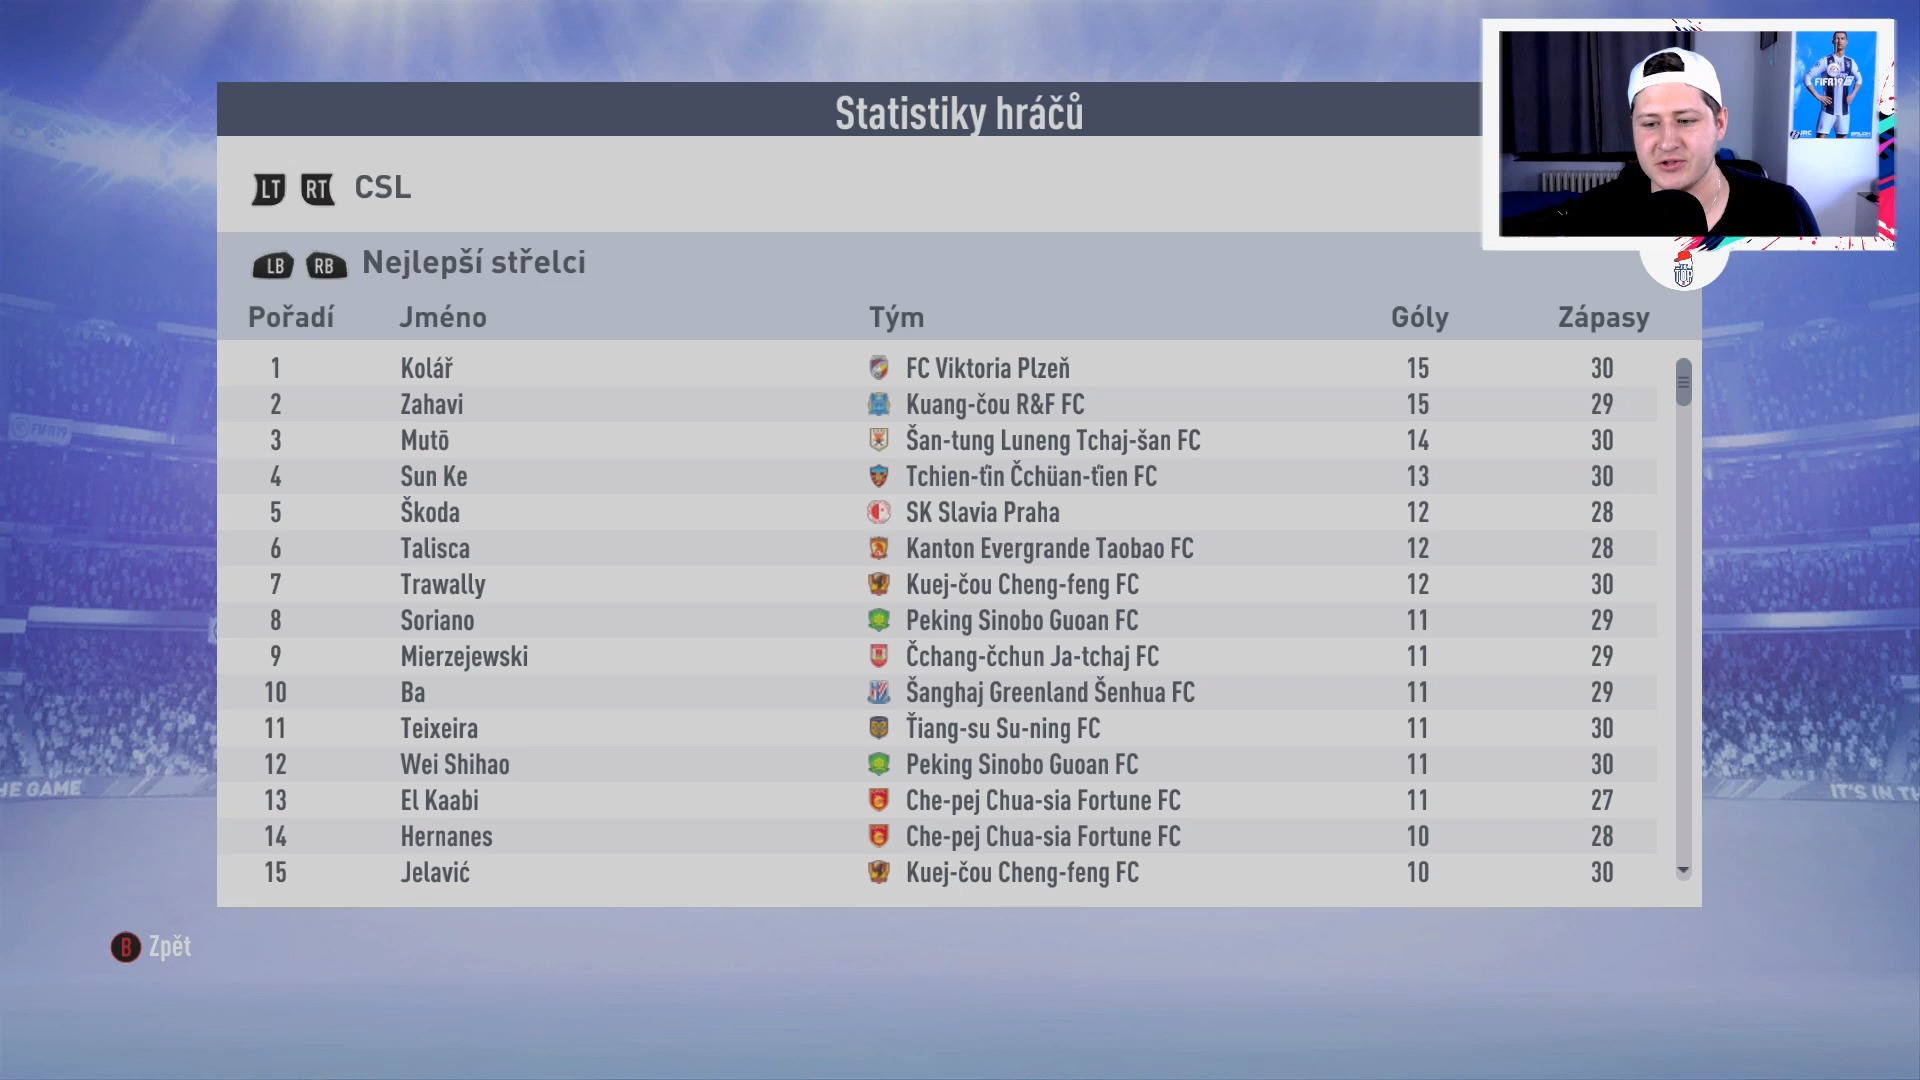 Statistiky hráčů
LT RT CSL
LB RB Nejlepší střelci
Pořadí Jméno Tým Góly Zápasy
1 Kolář FC Viktoria Plzeň 15 30
2 Zahavi Kuang-čou R&F FC 15 29
3 Mutō Šan-tung Luneng Tchaj-šan FC 14 30
4 Sun Ke Tchien-ťin Čchüan-ťien FC 13 30
5 Škoda SK Slavia Praha 12 28
6 Talisca Kanton Evergrande Taobao FC 12 28
7 Trawally Kuej-čou Cheng-feng FC 12 30
8 Soriano Peking Sinobo Guoan FC 11 29
9 Mierzejewski Čchang-čchun Ja-tchaj FC 11 29
10 Ba Šanghaj Greenland Šenhua FC 11 29
11 Teixeira Ťiang-su Su-ning FC 11 30
12 Wei Shihao Peking Sinobo Guoan FC 11 30
13 El Kaabi Che-pej Chua-sia Fortune FC 11 27
14 Hernanes Che-pej Chua-sia Fortune FC 10 28
15 Jelavić Kuej-čou Cheng-feng FC 10 30
B Zpět
FIFA19
FIFA19
HE GAME
IT'S IN TH